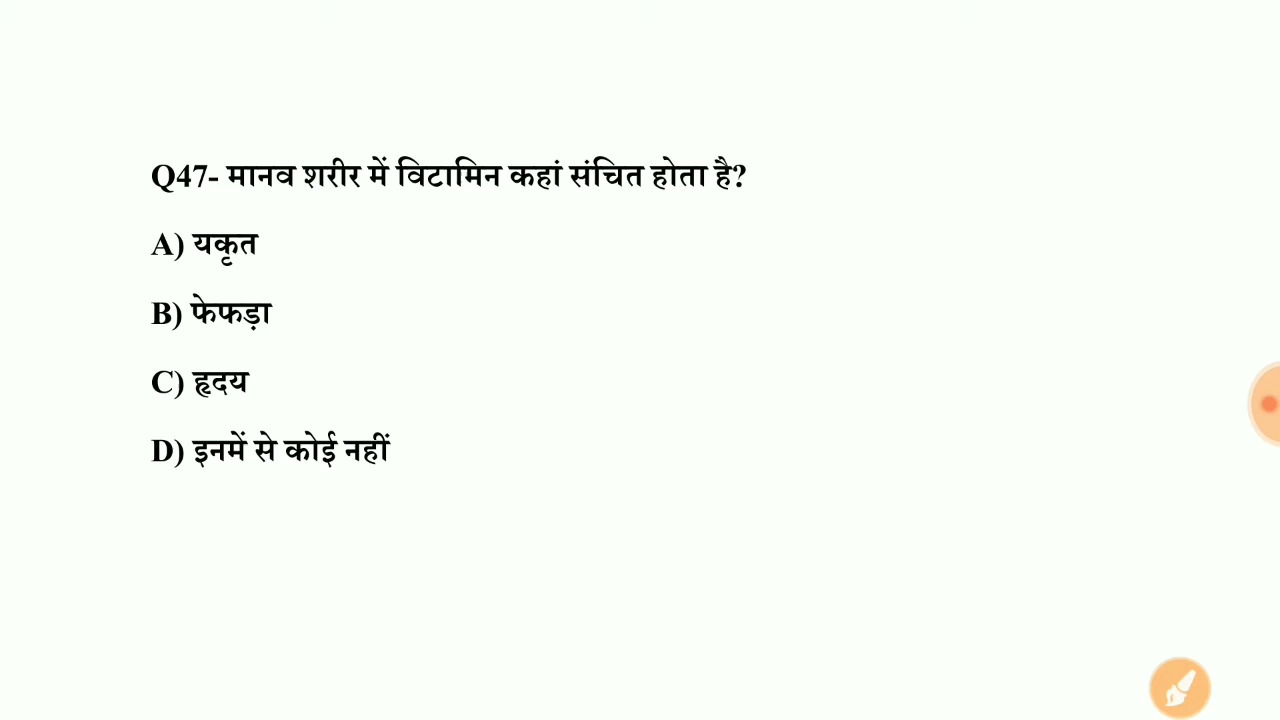 Q47- मानव शरीर में विटामिन कहां संचित होता है?
A) यकृत
B) फेफड़ा
C) हृदय
D) इनमें से कोई नहीं